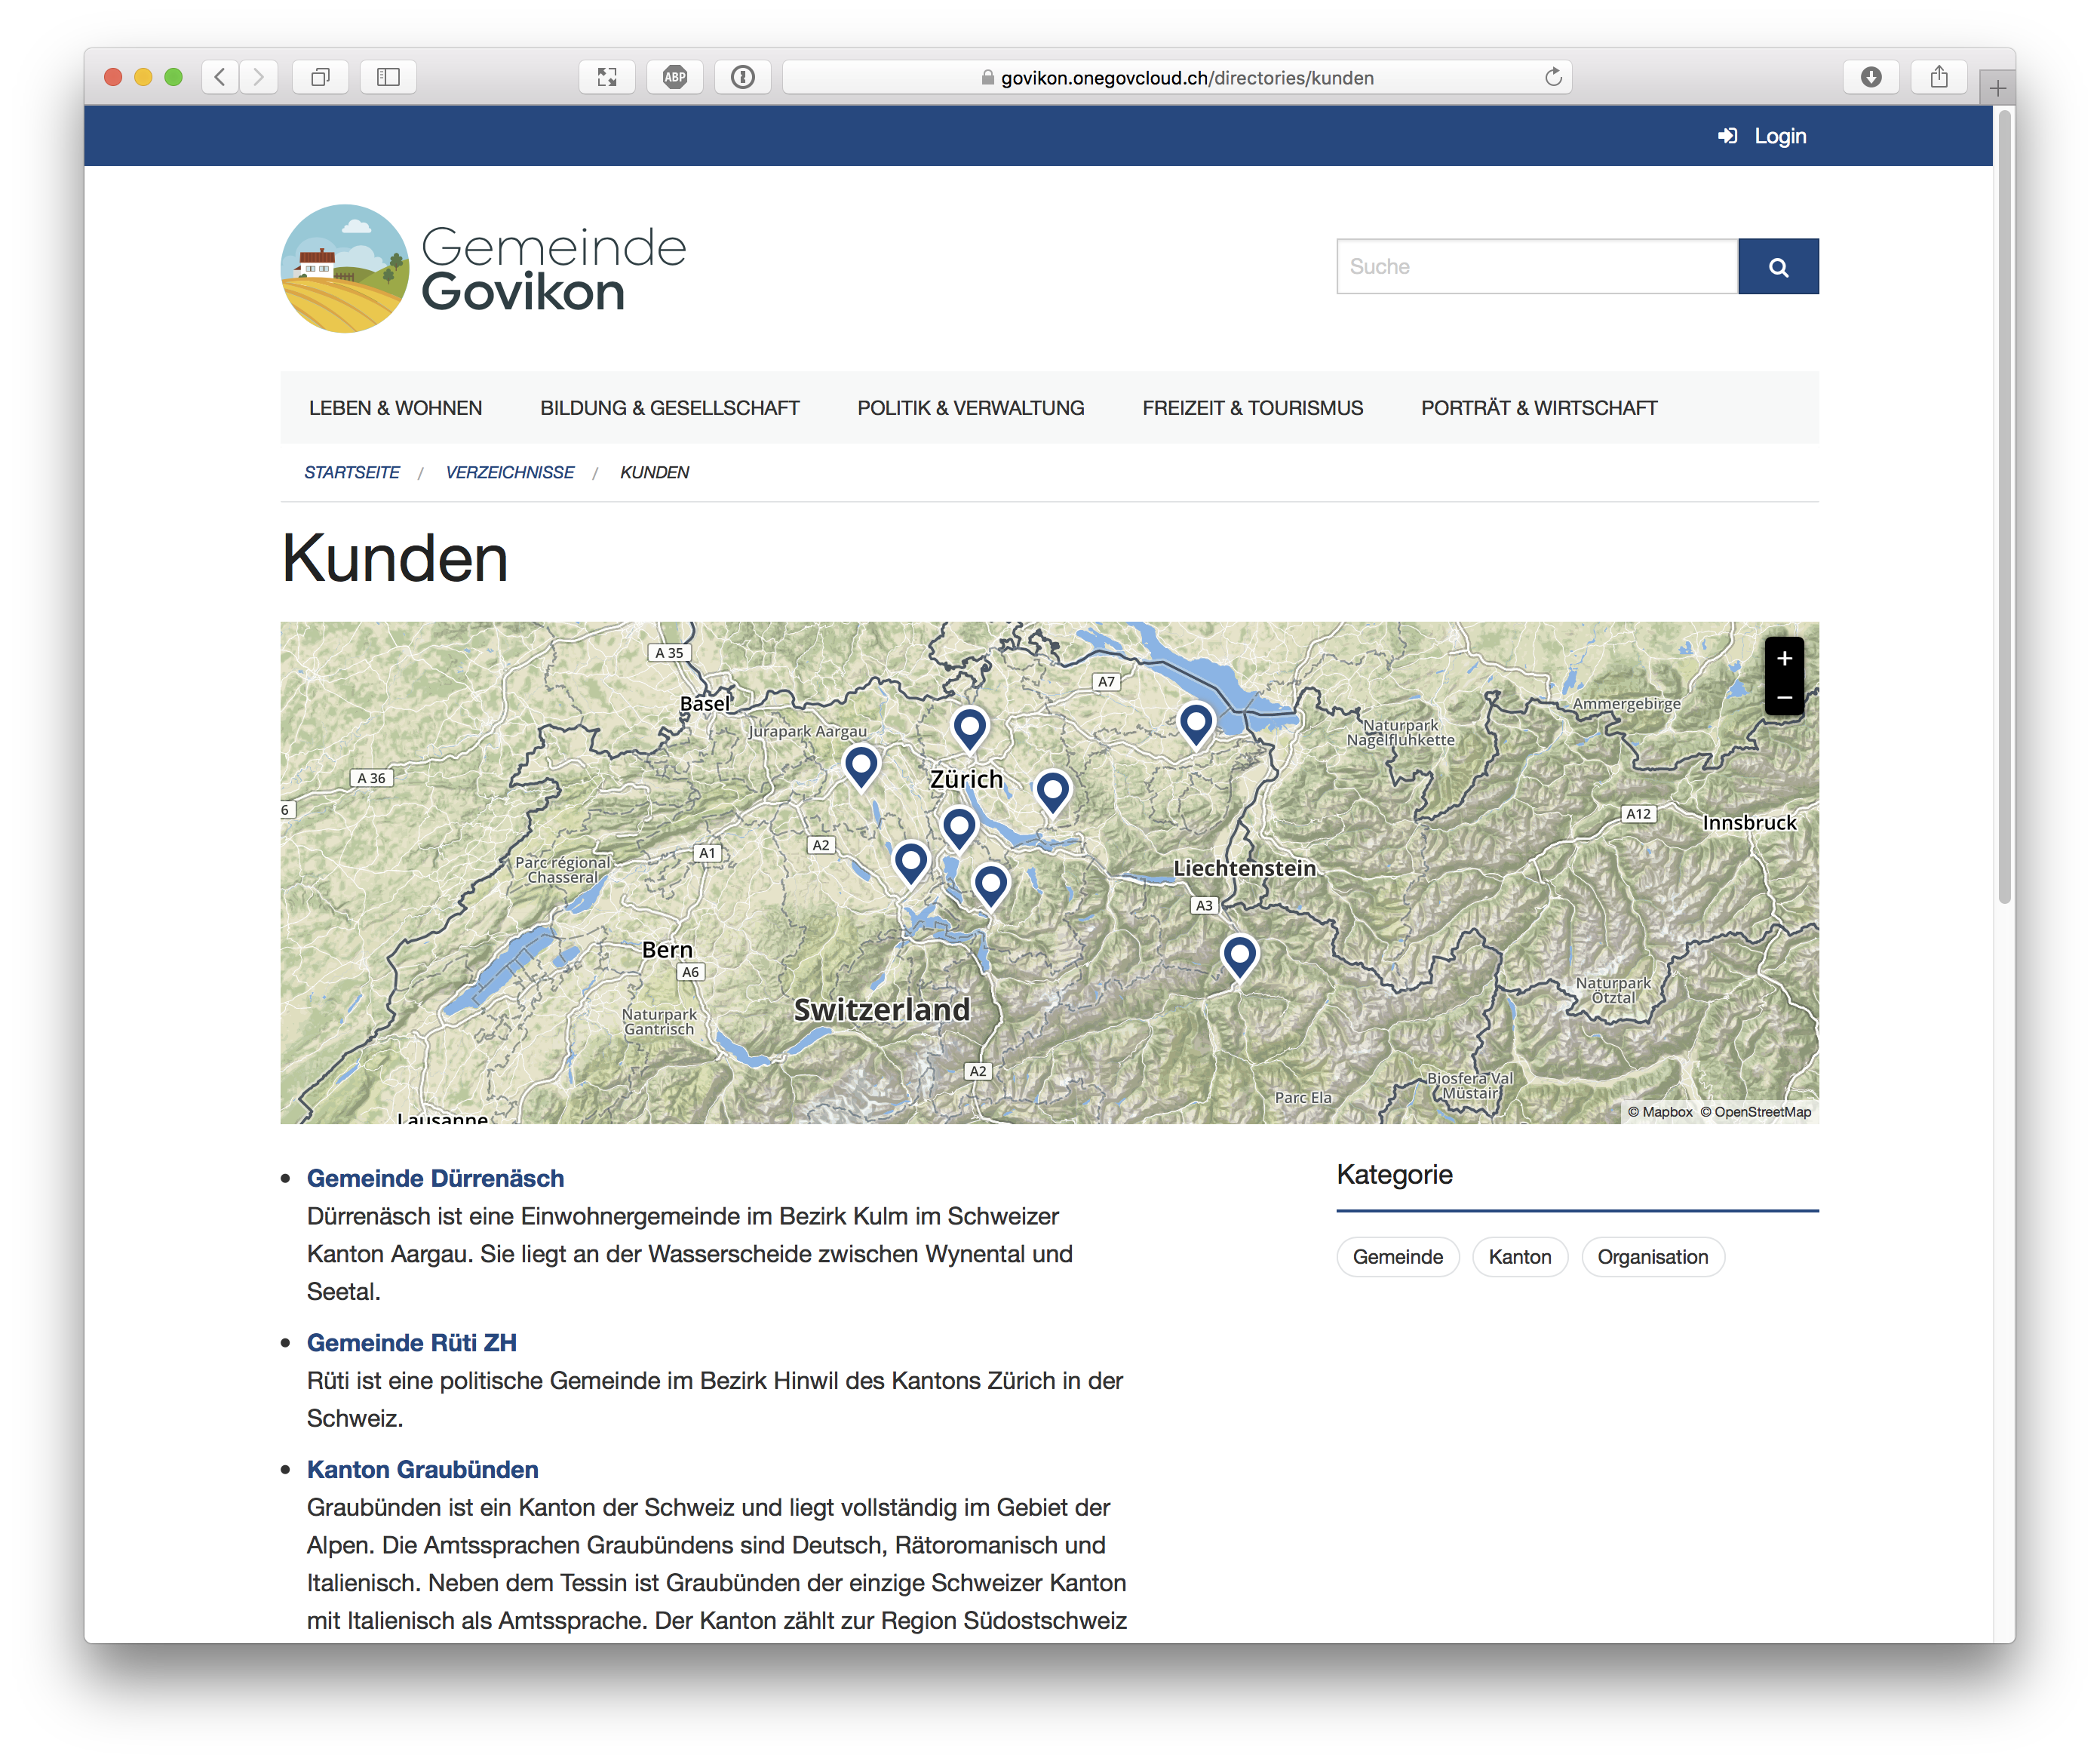 ABP
govikon.onegovcloud.ch/directories/kunden
Login
Gemeinde
Govikon
Suche
LEBEN & WOHNEN BILDUNG & GESELLSCHAFT POLITIK & VERWALTUNG FREIZEIT & TOURISMUS PORTRÄT & WIRTSCHAFT
STARTSEITE / VERZEICHNISSE / KUNDEN
Kunden
A 35
A7
Basel
Ammergebirge
Jurapark Aargau
Naturpark
Nagelfluhkette
A 36
Zürich
6
A12
Innsbruck
A2
A1
Parc régional
Chasseral
Liechtenstein
A3
Bern
A6
Naturpark
Ötztal
Switzerland
Naturpark
Gantrisch
A2
Biosfera Val
Müstair
Parc Ela
Lausanne
© Mapbox © OpenStreetMap
Gemeinde Dürrenäsch
Dürrenäsch ist eine Einwohnergemeinde im Bezirk Kulm im Schweizer
Kanton Aargau. Sie liegt an der Wasserscheide zwischen Wynental und
Seetal.
Gemeinde Rüti ZH
Rüti ist eine politische Gemeinde im Bezirk Hinwil des Kantons Zürich in der
Schweiz.
Kanton Graubünden
Graubünden ist ein Kanton der Schweiz und liegt vollständig im Gebiet der
Alpen. Die Amtssprachen Graubündens sind Deutsch, Rätoromanisch und
Italienisch. Neben dem Tessin ist Graubünden der einzige Schweizer Kanton
mit Italienisch als Amtssprache. Der Kanton zählt zur Region Südostschweiz
Kategorie
Gemeinde Kanton Organisation